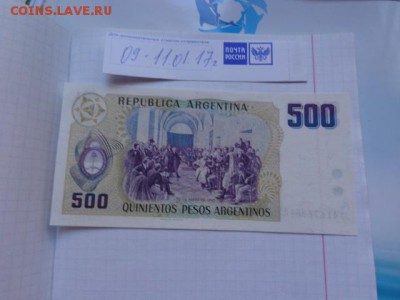 COINS.LAVE.RU
09-11.01.17г
ПОЧТА
РОССИИ
REPUBLICA ARGENTINA
500
500
QUINIENTOS PESOS ARGENTINOS